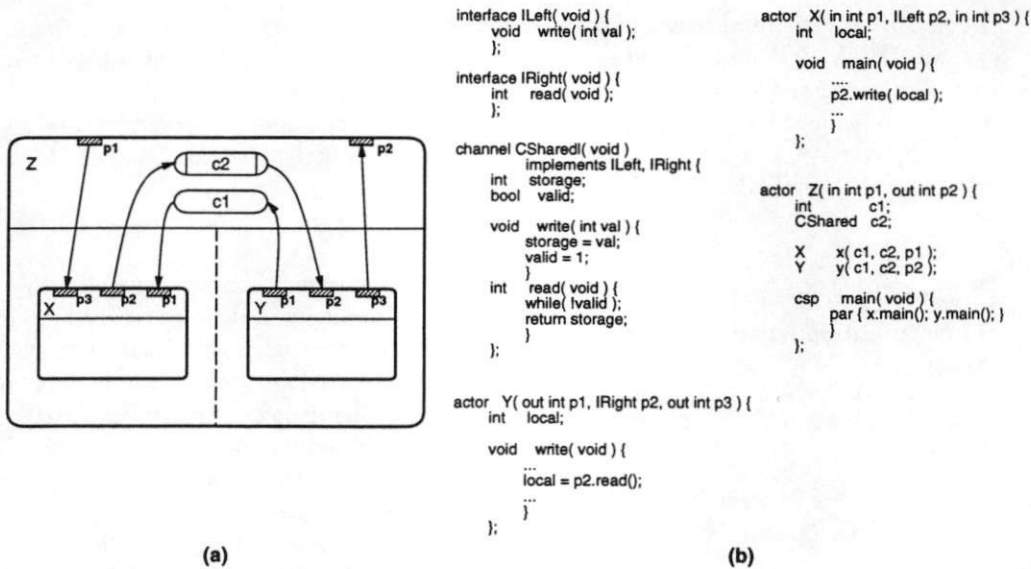 Z
p1
p2
c2
c1
p3
p2
p1
X
p1
p2
p3
Y
(a)
interface ILeft( void ) {
void write( int val );
};
interface IRight( void ) {
int read( void );
};
channel CSharedl( void )
implements ILeft, IRight {
int storage;
bool valid;
void write( int val ) {
storage = val;
valid = 1;
}
int read( void ) {
while( !valid );
return storage;
}
};
actor Y( out int p1, IRight p2, out int p3 ) {
int local;
void write( void ) {
...
local = p2.read();
...
}
};
actor X( in int p1, ILeft p2, in int p3 ) {
int local;
void main( void ) {
....
p2.write( local );
...
}
};
actor Z( in int p1, out int p2 ) {
int c1;
CShared c2;
X x( c1, c2, p1 );
Y y( c1, c2, p2 );
csp main( void ) {
par { x.main(); y.main(); }
}
};
(b)